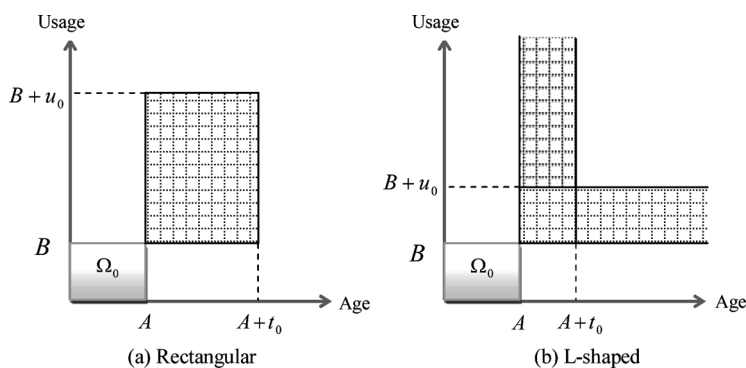 Usage
B + u₀
B
Ω₀
A
A + t₀
Age
(a) Rectangular
Usage
B + u₀
B
Ω₀
A
A + t₀
Age
(b) L-shaped